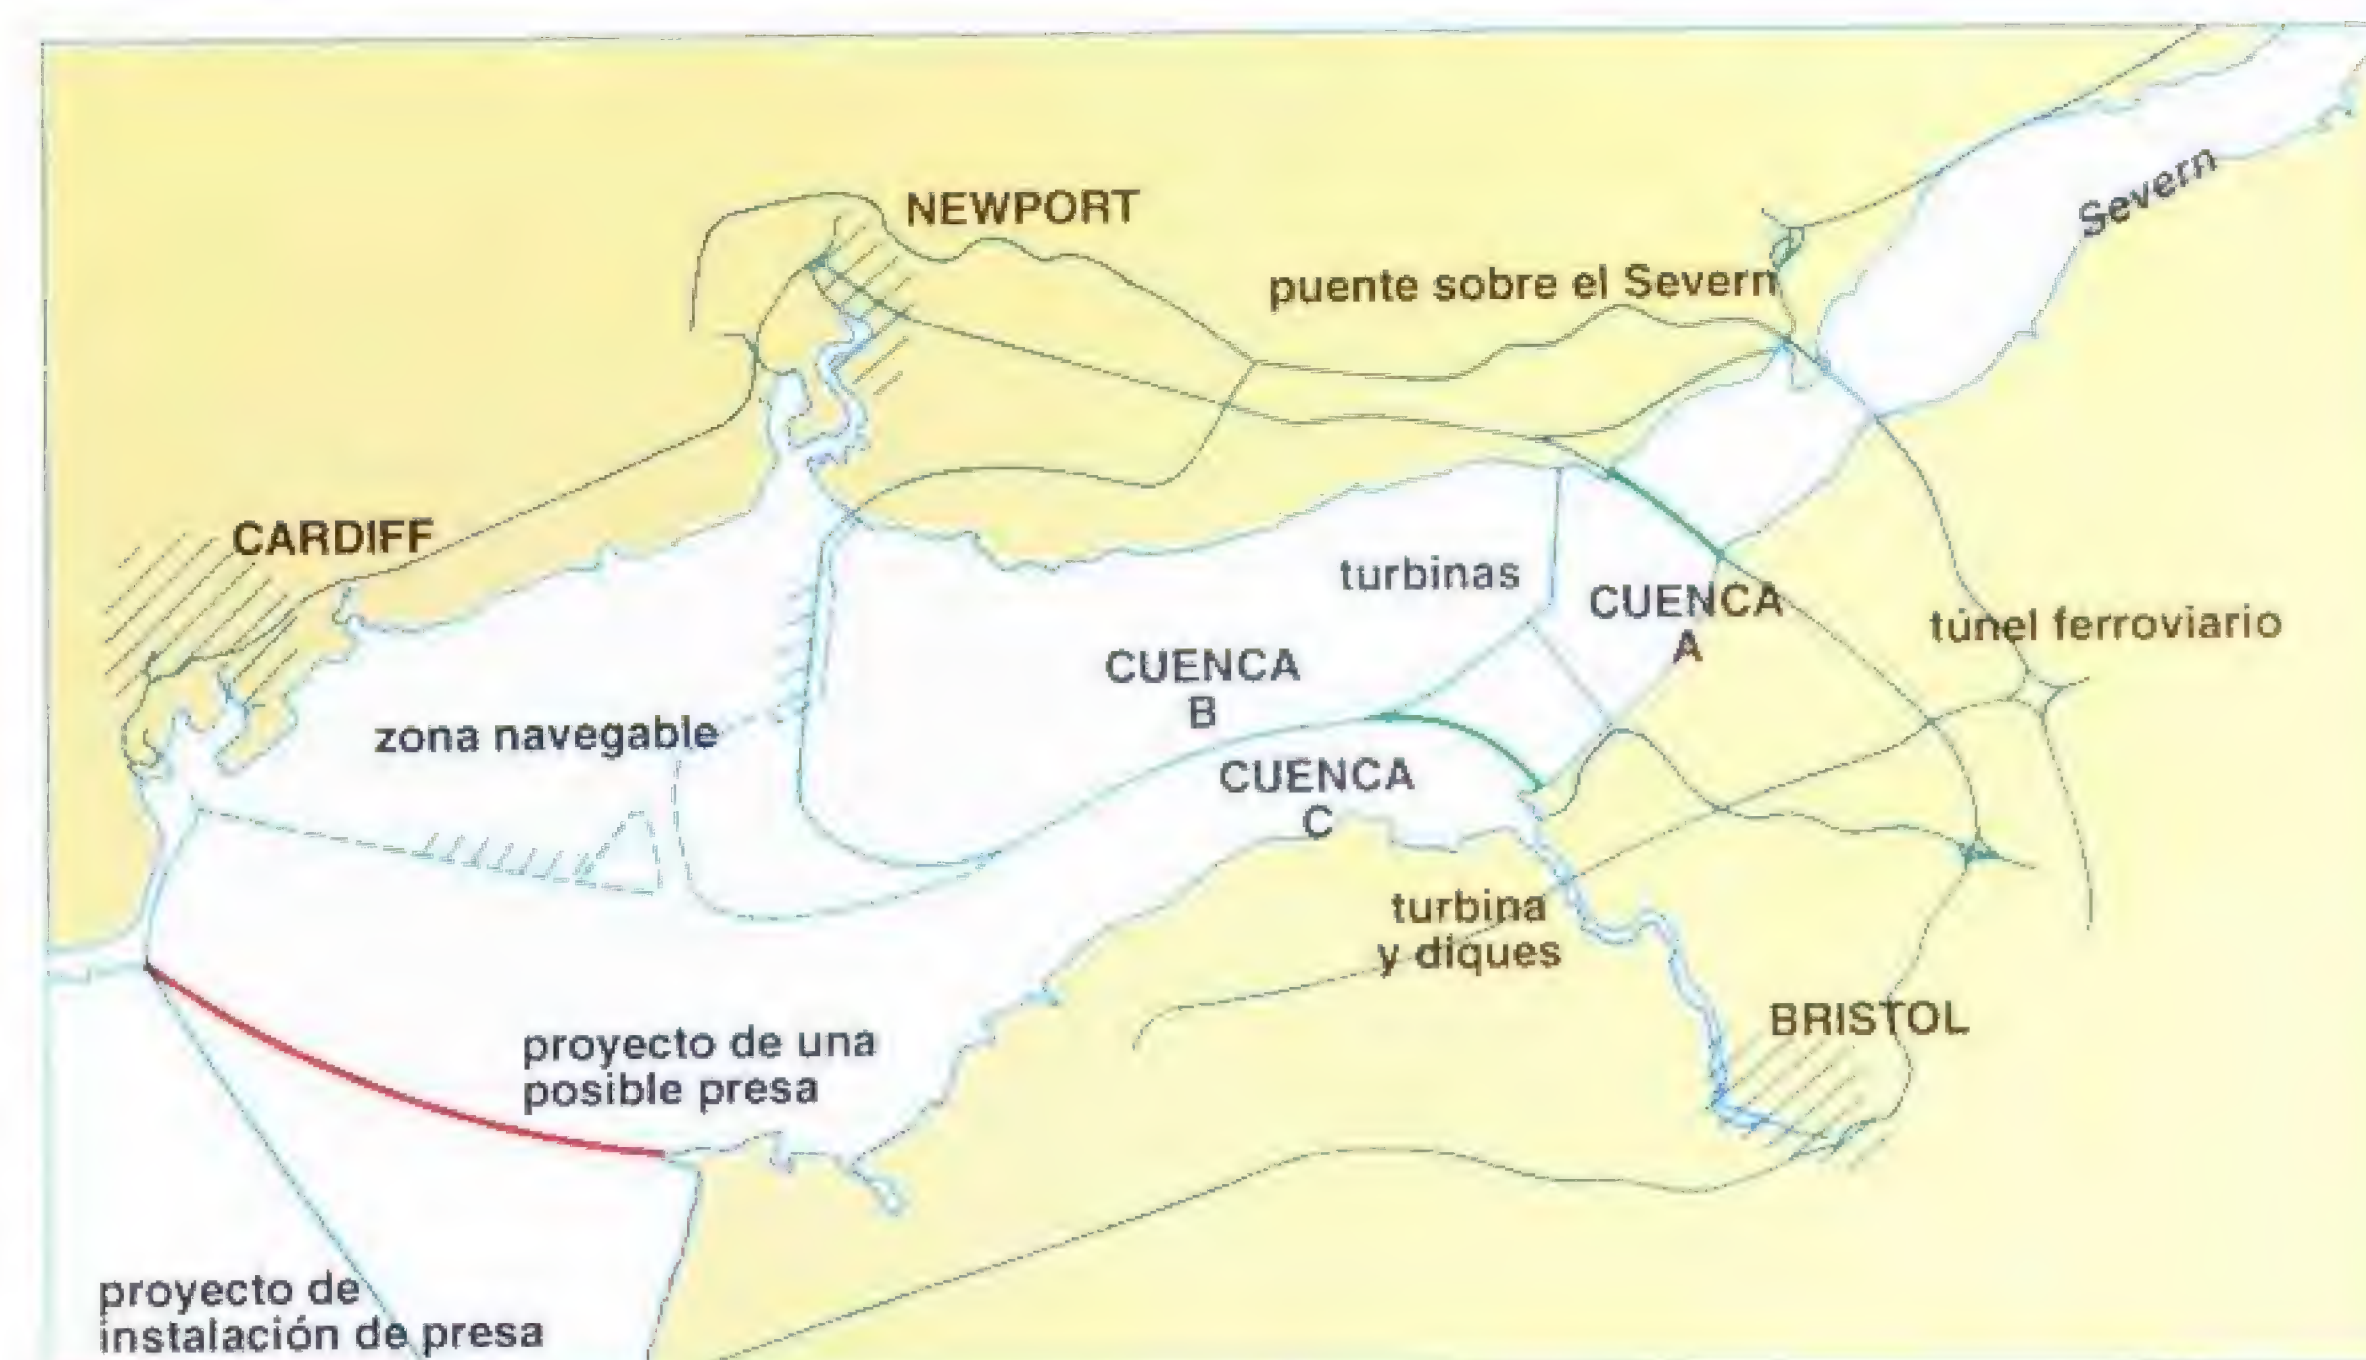 NEWPORT
Severn
puente sobre el Severn
CARDIFF
turbinas
CUENCA
A
túnel ferroviario
CUENCA
B
zona navegable
CUENCA
C
turbina
y diques
BRISTOL
proyecto de una
posible presa
proyecto de
instalación de presa